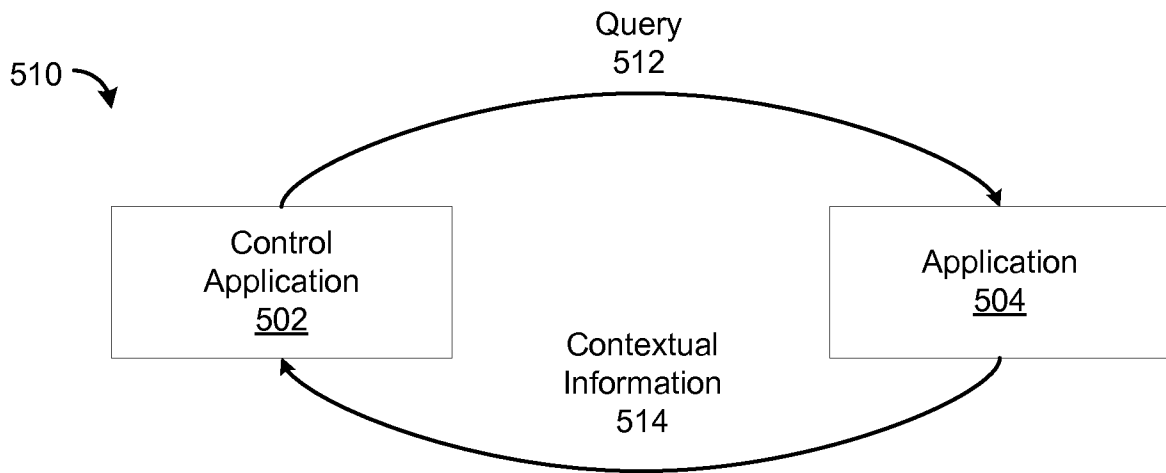 Query
512
510
Control
Application
502
Application
504
Contextual
Information
514